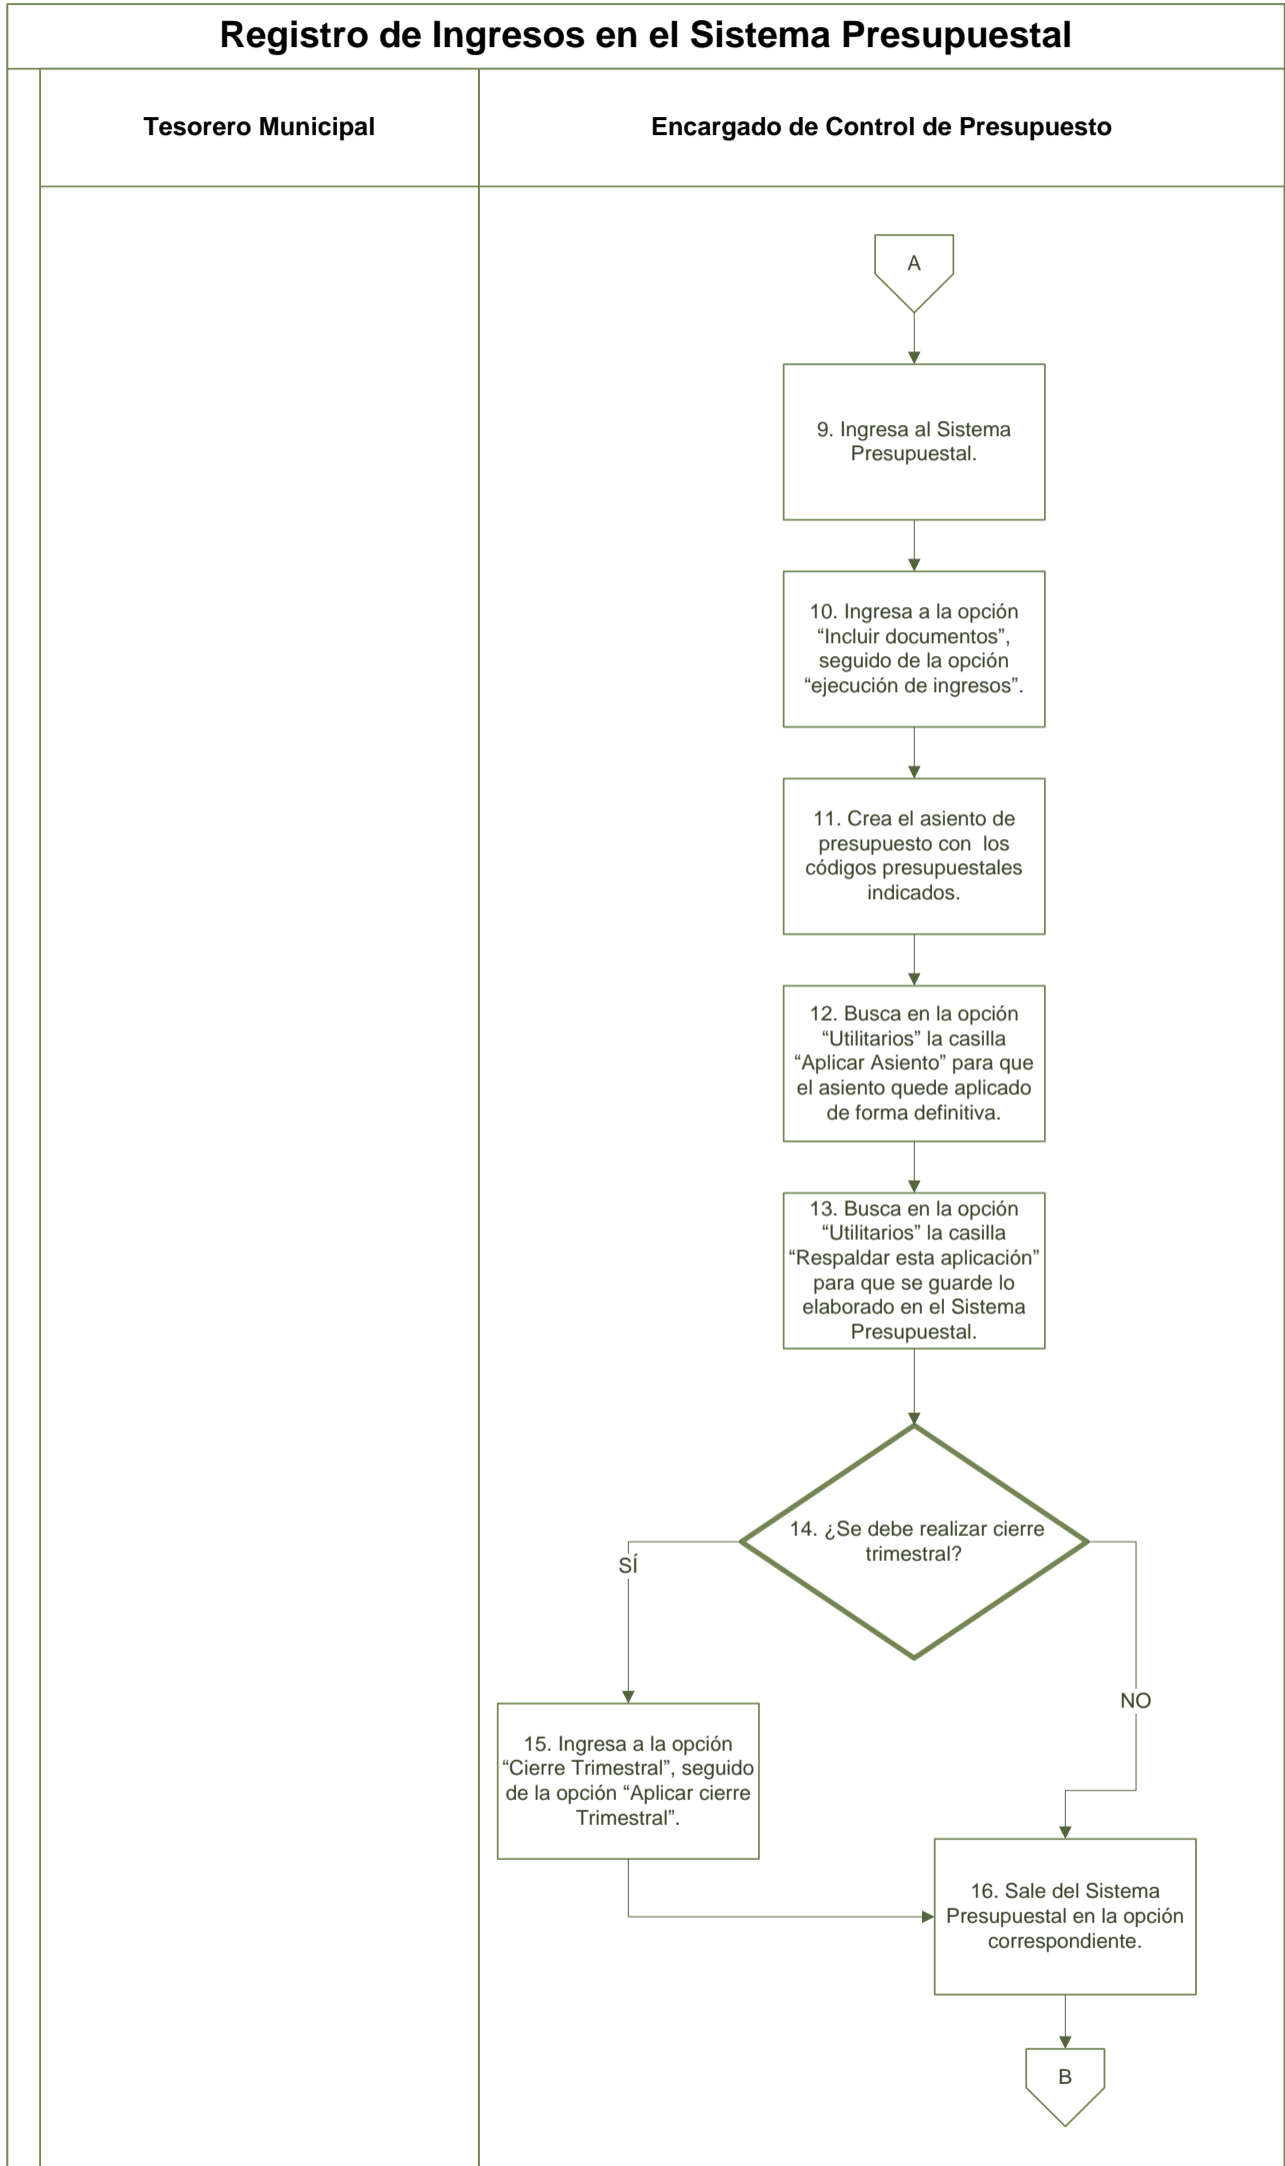 Registro de Ingresos en el Sistema Presupuestal
Tesorero Municipal
Encargado de Control de Presupuesto
A
9. Ingresa al Sistema
Presupuestal.
10. Ingresa a la opción
“Incluir documentos”,
seguido de la opción
“ejecución de ingresos”.
11. Crea el asiento de
presupuesto con  los
códigos presupuestales
indicados.
12. Busca en la opción
“Utilitarios” la casilla
“Aplicar Asiento” para que
el asiento quede aplicado
de forma definitiva.
13. Busca en la opción
“Utilitarios” la casilla
“Respaldar esta aplicación”
para que se guarde lo
elaborado en el Sistema
Presupuestal.
14. ¿Se debe realizar cierre
trimestral?
SÍ
NO
15. Ingresa a la opción
“Cierre Trimestral”, seguido
de la opción “Aplicar cierre
Trimestral”.
16. Sale del Sistema
Presupuestal en la opción
correspondiente.
B